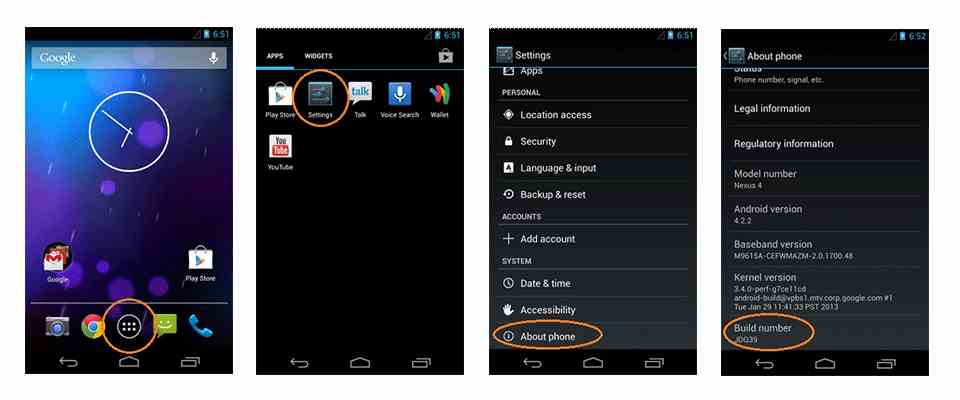 6:51
Google
Google
Play Store
6:51
APPS
WIDGETS
Play Store
Settings
talk
Talk
Voice Search
Wallet
You
Tube
YouTube
6:51
Settings
Apps
PERSONAL
Location access
Security
A
Language & input
Backup & reset
ACCOUNTS
Add account
SYSTEM
Date & time
Accessibility
About phone
6:52
About phone
Status
Phone number, signal, etc.
Legal information
Regulatory information
Model number
Nexus 4
Android version
4.2.2
Baseband version
M9615A-CEFWMAZM-2.0.1700.48
Kernel version
3.4.0-perf-g7ce11cd
android-build@vpbs1.mtv.corp.google.com #1
Tue Jan 29 11:41:33 PST 2013
Build number
JDQ39